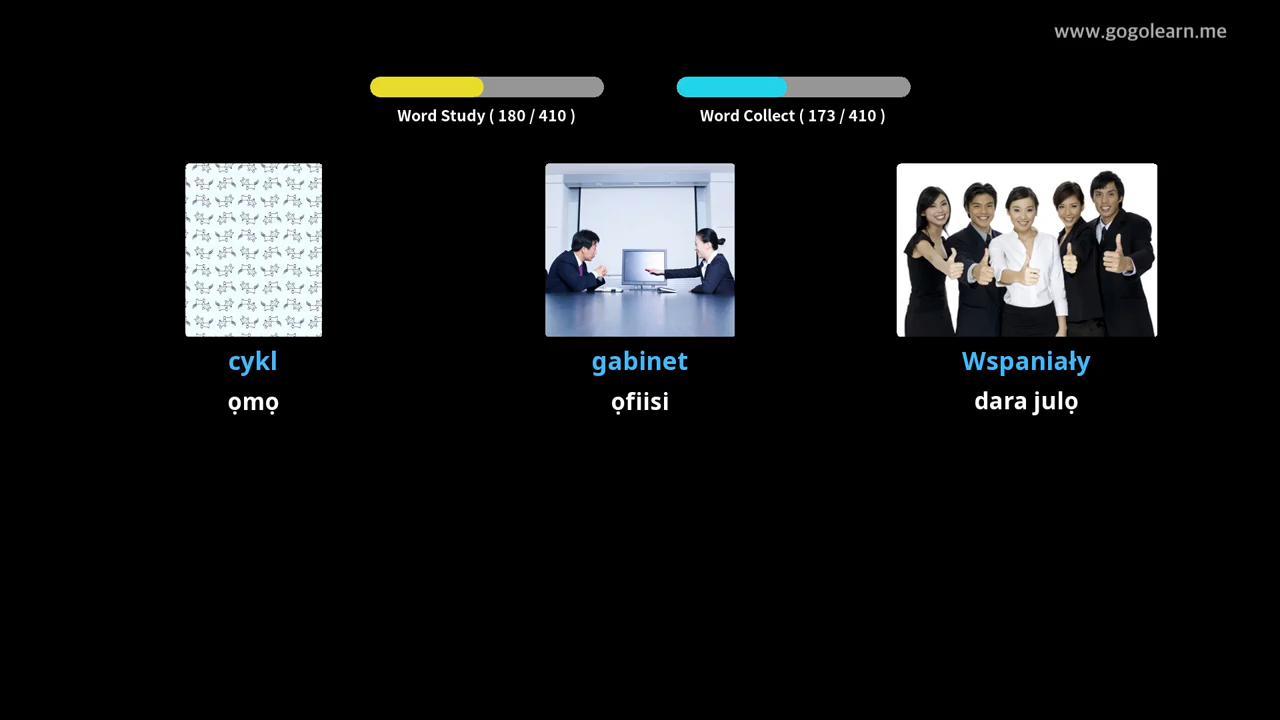 www.gogolearn.me
Word Study ( 180 / 410 )
Word Collect ( 173 / 410 )
cykl
gabinet
Wspaniały
ọmọ
ọfiisi
dara julọ